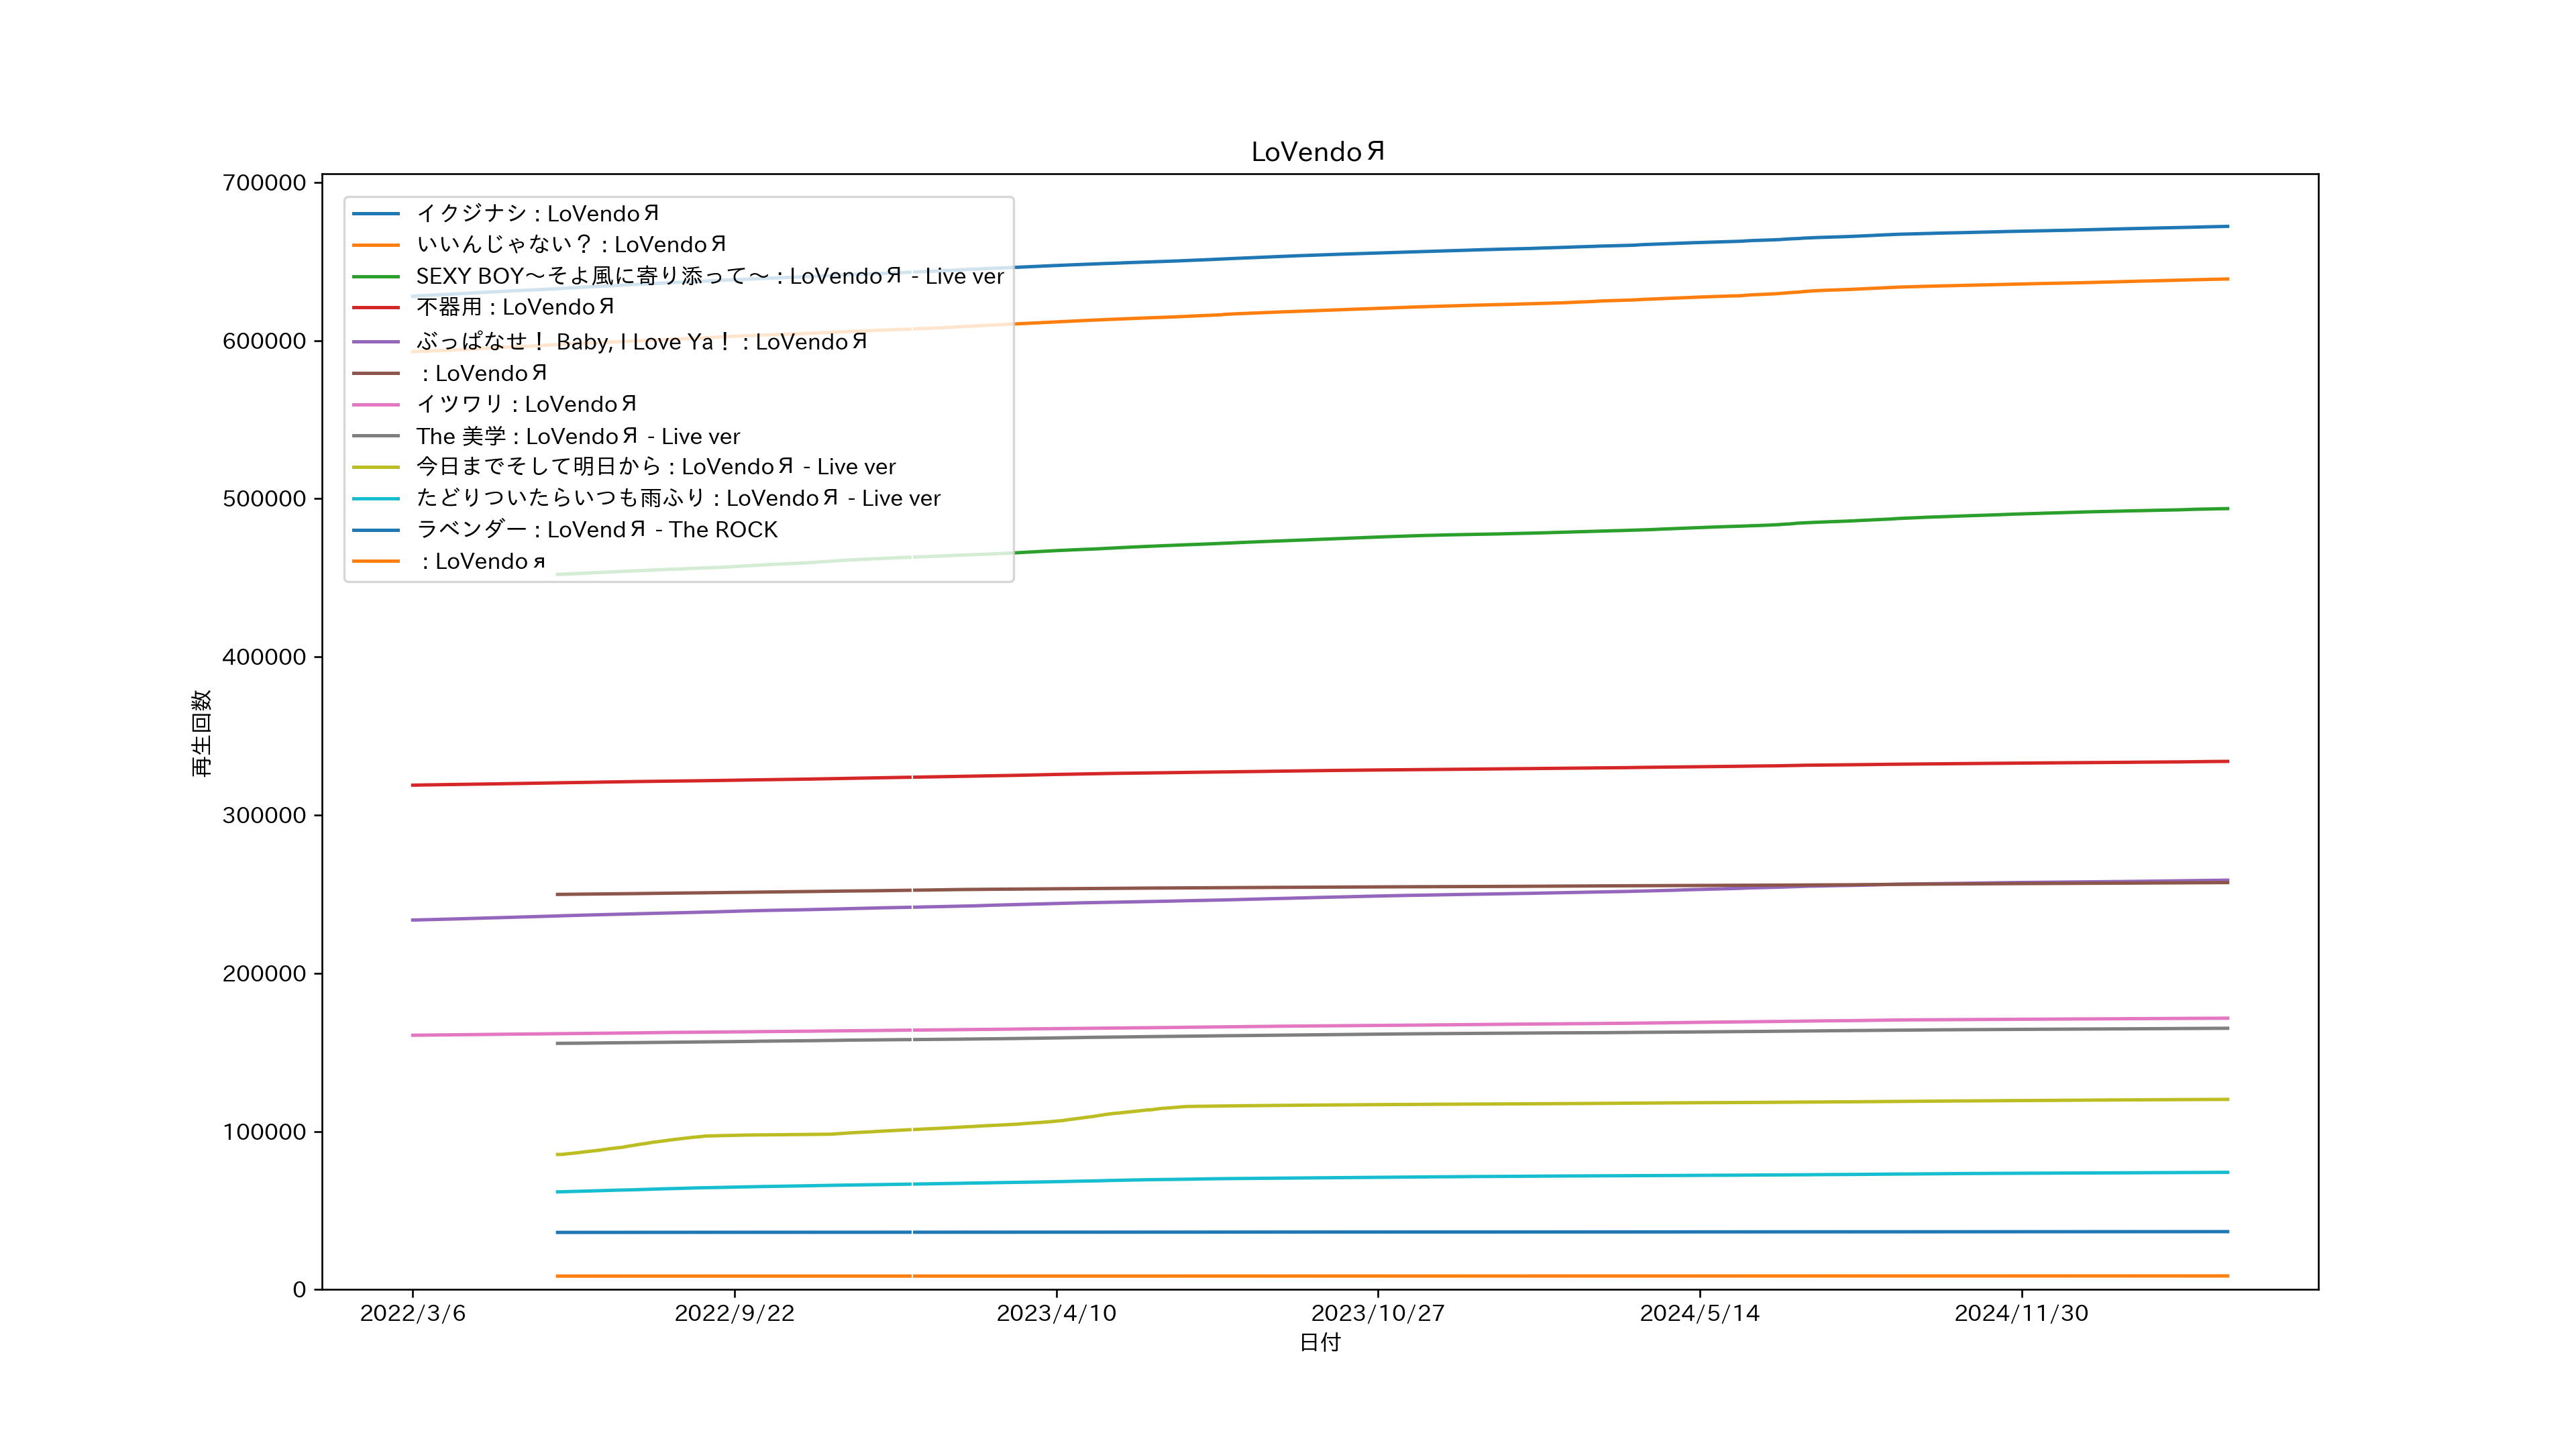 LoVendoЯ
700000
600000
500000
400000
300000
200000
100000
0
再生回数
イクジナシ : LoVendoЯ
いいんじゃない？ : LoVendoЯ
SEXY BOY～そよ風に寄り添って～ : LoVendoЯ - Live ver
不器用 : LoVendoЯ
ぶっぱなせ！ Baby, I Love Ya！ : LoVendoЯ
: LoVendoЯ
イツワリ : LoVendoЯ
The 美学 : LoVendoЯ - Live ver
今日までそして明日から : LoVendoЯ - Live ver
たどりついたらいつも雨ふり : LoVendoЯ - Live ver
ラベンダー : LoVendЯ - The ROCK
: LoVendoя
2022/3/6 2022/9/22 2023/4/10 2023/10/27 2024/5/14 2024/11/30
日付